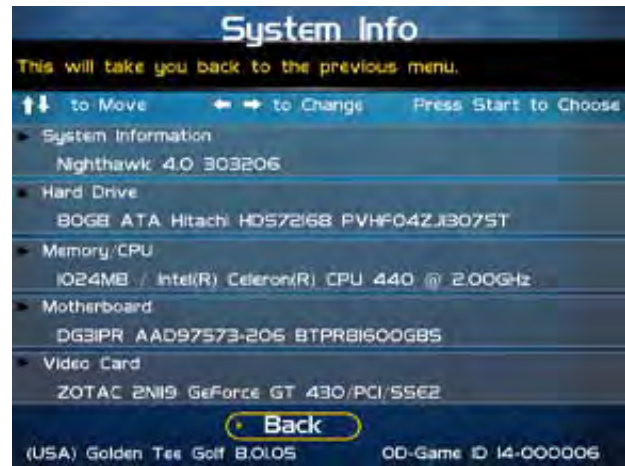 System Info
This will take you back to the previous menu.
to Move to Change Press Start to Choose
System Information
Nighthawk 4.0 303206
Hard Drive
80GB ATA Hitachi HDS72168 PVHF04ZJ1307ST
Memory/CPU
1024MB / Intel(R) Celeron(R) CPU 440 @ 2.00GHz
Motherboard
DG31PR AAD97573-206 BTPR81600GB5
Video Card
ZOTAC 2N119 GeForce GT 430/PCI/SSE2
Back
(USA) Golden Tee Golf 8.01.05 OD-Game ID 14-000006